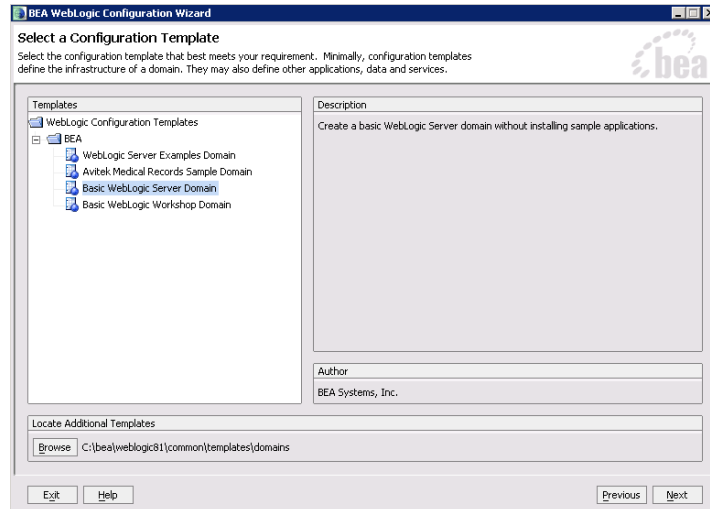 BEA WebLogic Configuration Wizard
Select a Configuration Template
Select the configuration template that best meets your requirement. Minimally, configuration templates
define the infrastructure of a domain. They may also define other applications, data and services.
bea
Templates
WebLogic Configuration Templates
BEA
WebLogic Server Examples Domain
Avitek Medical Records Sample Domain
Basic WebLogic Server Domain
Basic WebLogic Workshop Domain
Description
Create a basic WebLogic Server domain without installing sample applications.
Author
BEA Systems, Inc.
Locate Additional Templates
Browse C:\bea\weblogic81\common\templates\domains
Exit Help Previous Next